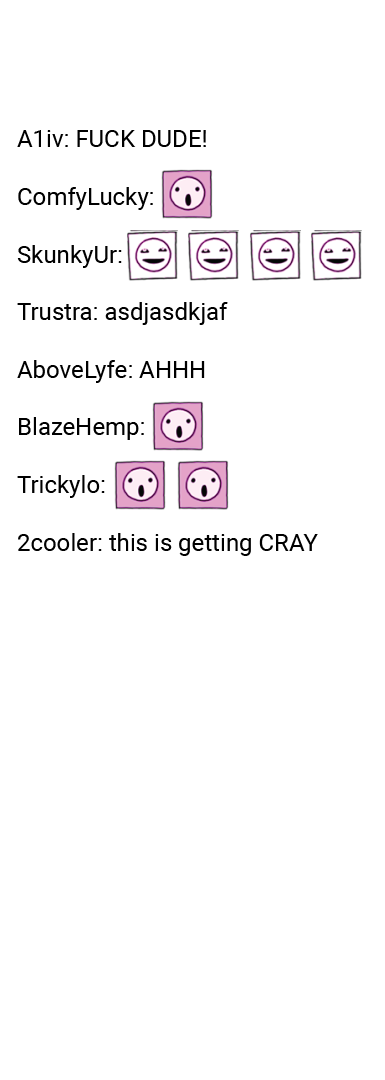 A1iv: FUCK DUDE!
ComfyLucky:
SkunkyUr:
Trustra: asdjasdkjaf
AboveLyfe: AHHH
BlazeHemp:
Trickylo:
2cooler: this is getting CRAY